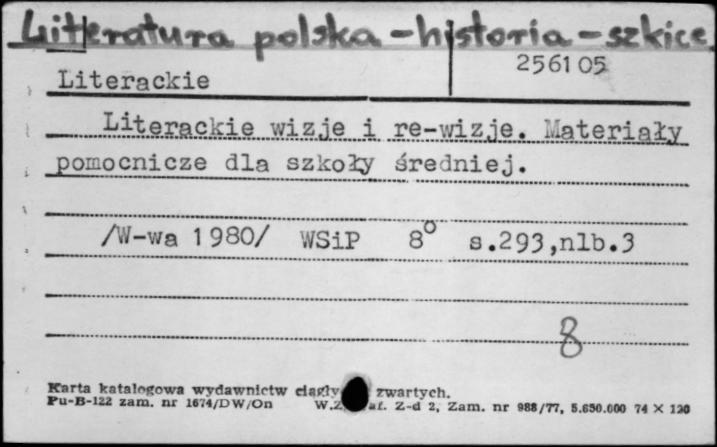 Literatura polska - historia - szkice
256105
Literackie
Literackie wizje i re-wizje. Materiały
pomocnicze dla szkoły średniej.
/W-wa 1980/ WSiP 8° s.293,nlb.3
8
Karta katalogowa wydawnictw ciągły zwartych.
Pu-B-122 zam. nr 1674/DW/On W.Z. af. Z-d 2, Zam. nr 988/77, 5.650.000 74 × 120